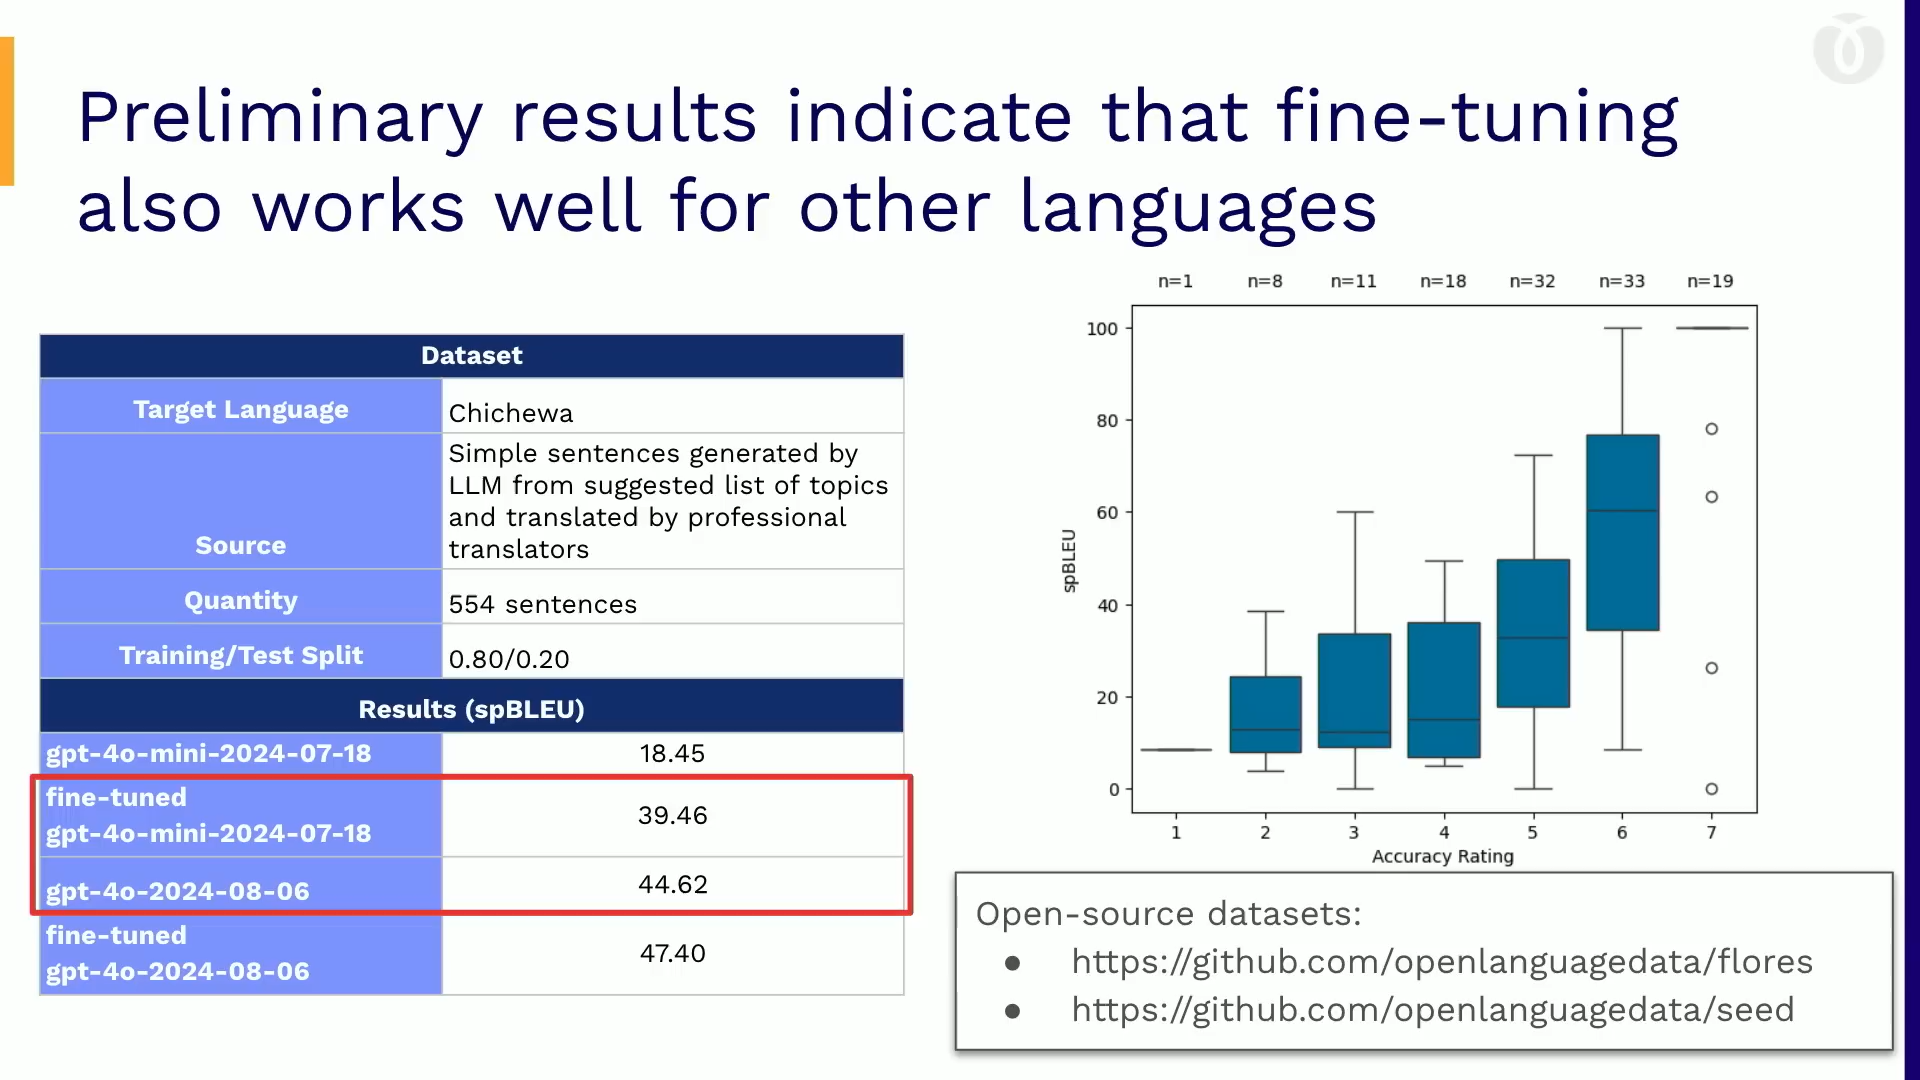 Preliminary results indicate that fine-tuning
also works well for other languages
Dataset
Target Language
Chichewa
Source
Simple sentences generated by
LLM from suggested list of topics
and translated by professional
translators
Quantity
554 sentences
Training/Test Split
0.80/0.20
Results (spBLEU)
gpt-4o-mini-2024-07-18
18.45
fine-tuned
gpt-4o-mini-2024-07-18
39.46
gpt-4o-2024-08-06
44.62
fine-tuned
gpt-4o-2024-08-06
47.40
n=1 n=8 n=11 n=18 n=32 n=33 n=19
100
80
60
40
20
0
spBLEU
1 2 3 4 5 6 7
Accuracy Rating
Open-source datasets:
● https://github.com/openlanguagedata/flores
● https://github.com/openlanguagedata/seed